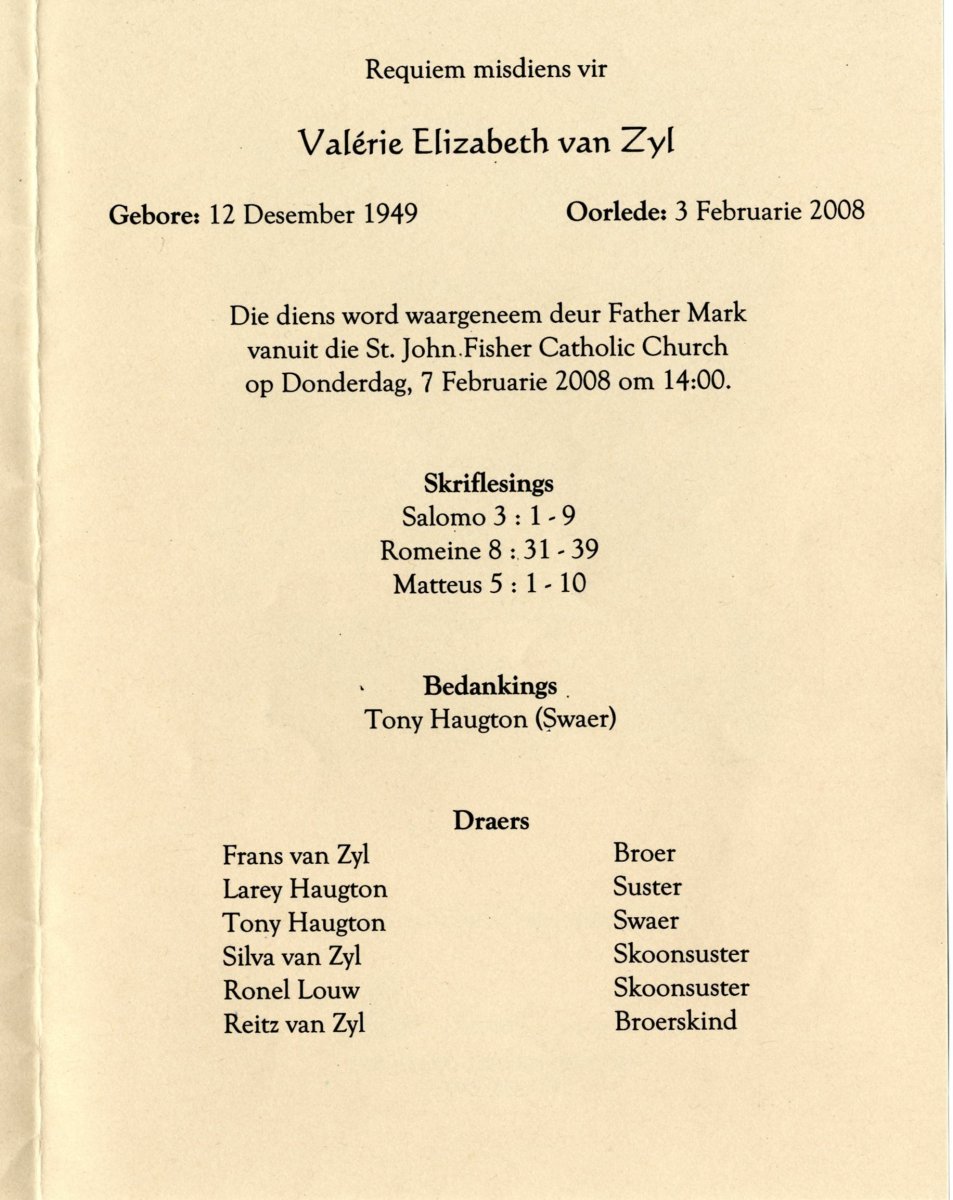 Requiem misdiens vir
Valérie Elizabeth van Zyl
Gebore: 12 Desember 1949 Oorlede: 3 Februarie 2008
Die diens word waargeneem deur Father Mark
vanuit die St. John Fisher Catholic Church
op Donderdag, 7 Februarie 2008 om 14:00.
Skriflesings
Salomo 3 : 1 - 9
Romeine 8 : 31 - 39
Matteus 5 : 1 - 10
Bedankings
Tony Haugton (Swaer)
Draers
Frans van Zyl Broer
Larey Haugton Suster
Tony Haugton Swaer
Silva van Zyl Skoonsuster
Ronel Louw Skoonsuster
Reitz van Zyl Broerskind